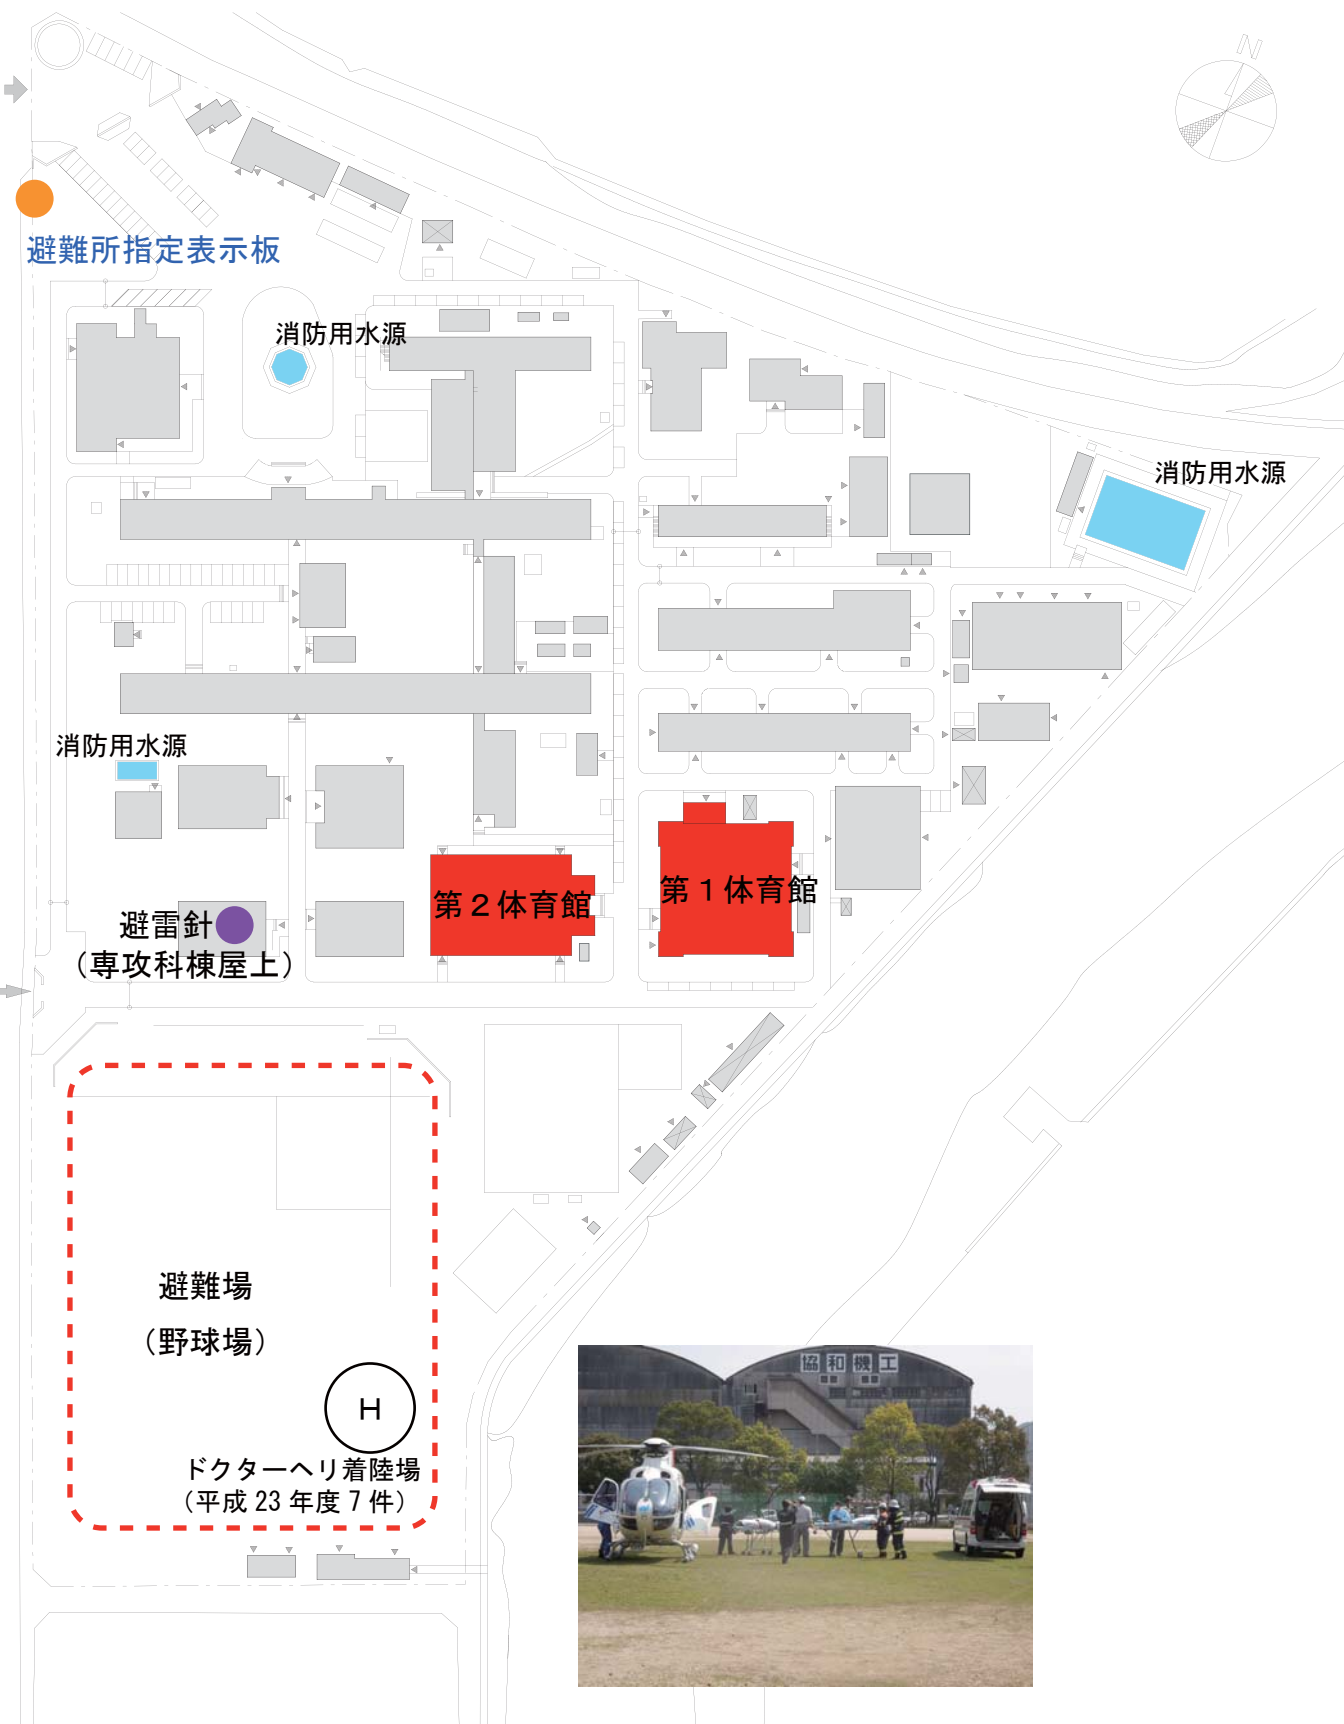 N
避難所指定表示板
消防用水源
消防用水源
消防用水源
第２体育館
第１体育館
避雷針
（専攻科棟屋上）
避難場
（野球場）
H
ドクターヘリ着陸場
（平成 23 年度 7 件）
協和機工